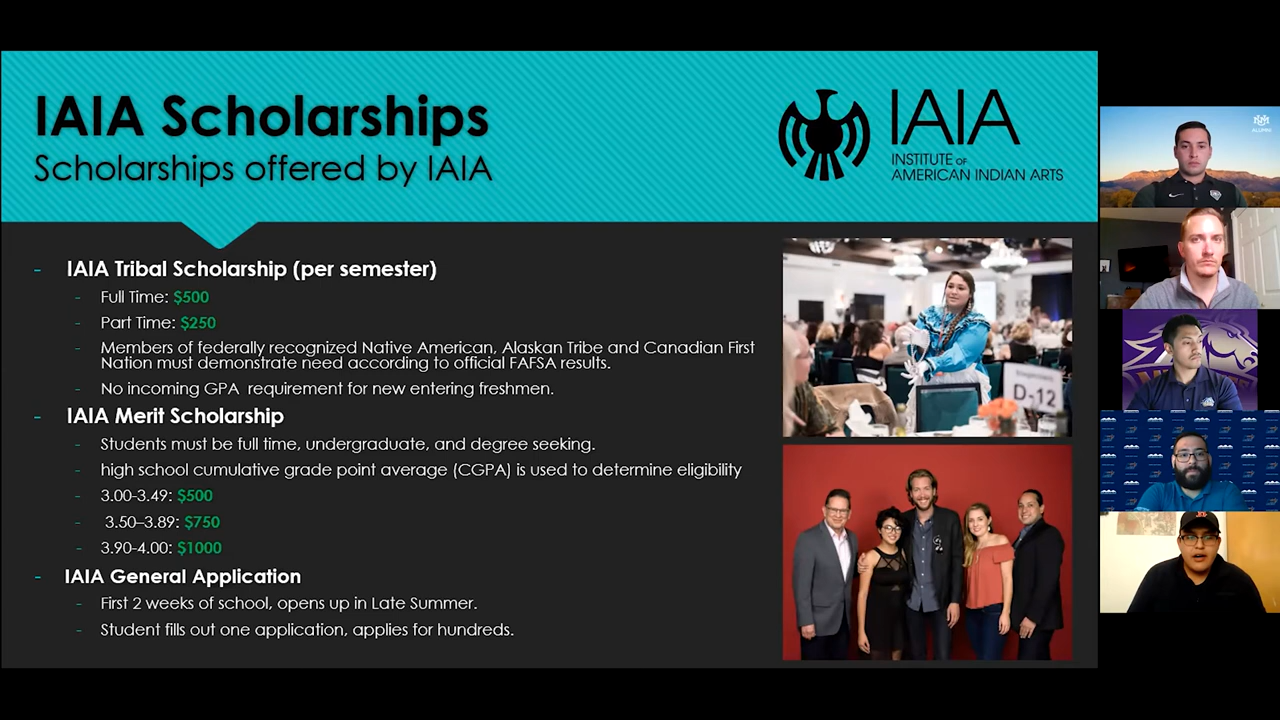 IAIA Scholarships
Scholarships offered by IAIA
IAIA
INSTITUTE OF
AMERICAN INDIAN ARTS
- IAIA Tribal Scholarship (per semester)
- Full Time: $500
- Part Time: $250
- Members of federally recognized Native American, Alaskan Tribe and Canadian First
Nation must demonstrate need according to official FAFSA results.
- No incoming GPA requirement for new entering freshmen.
- IAIA Merit Scholarship
- Students must be full time, undergraduate, and degree seeking.
- high school cumulative grade point average (CGPA) is used to determine eligibility
- 3.00-3.49: $500
- 3.50–3.89: $750
- 3.90-4.00: $1000
- IAIA General Application
- First 2 weeks of school, opens up in Late Summer.
- Student fills out one application, applies for hundreds.
D-12
ALUMNI